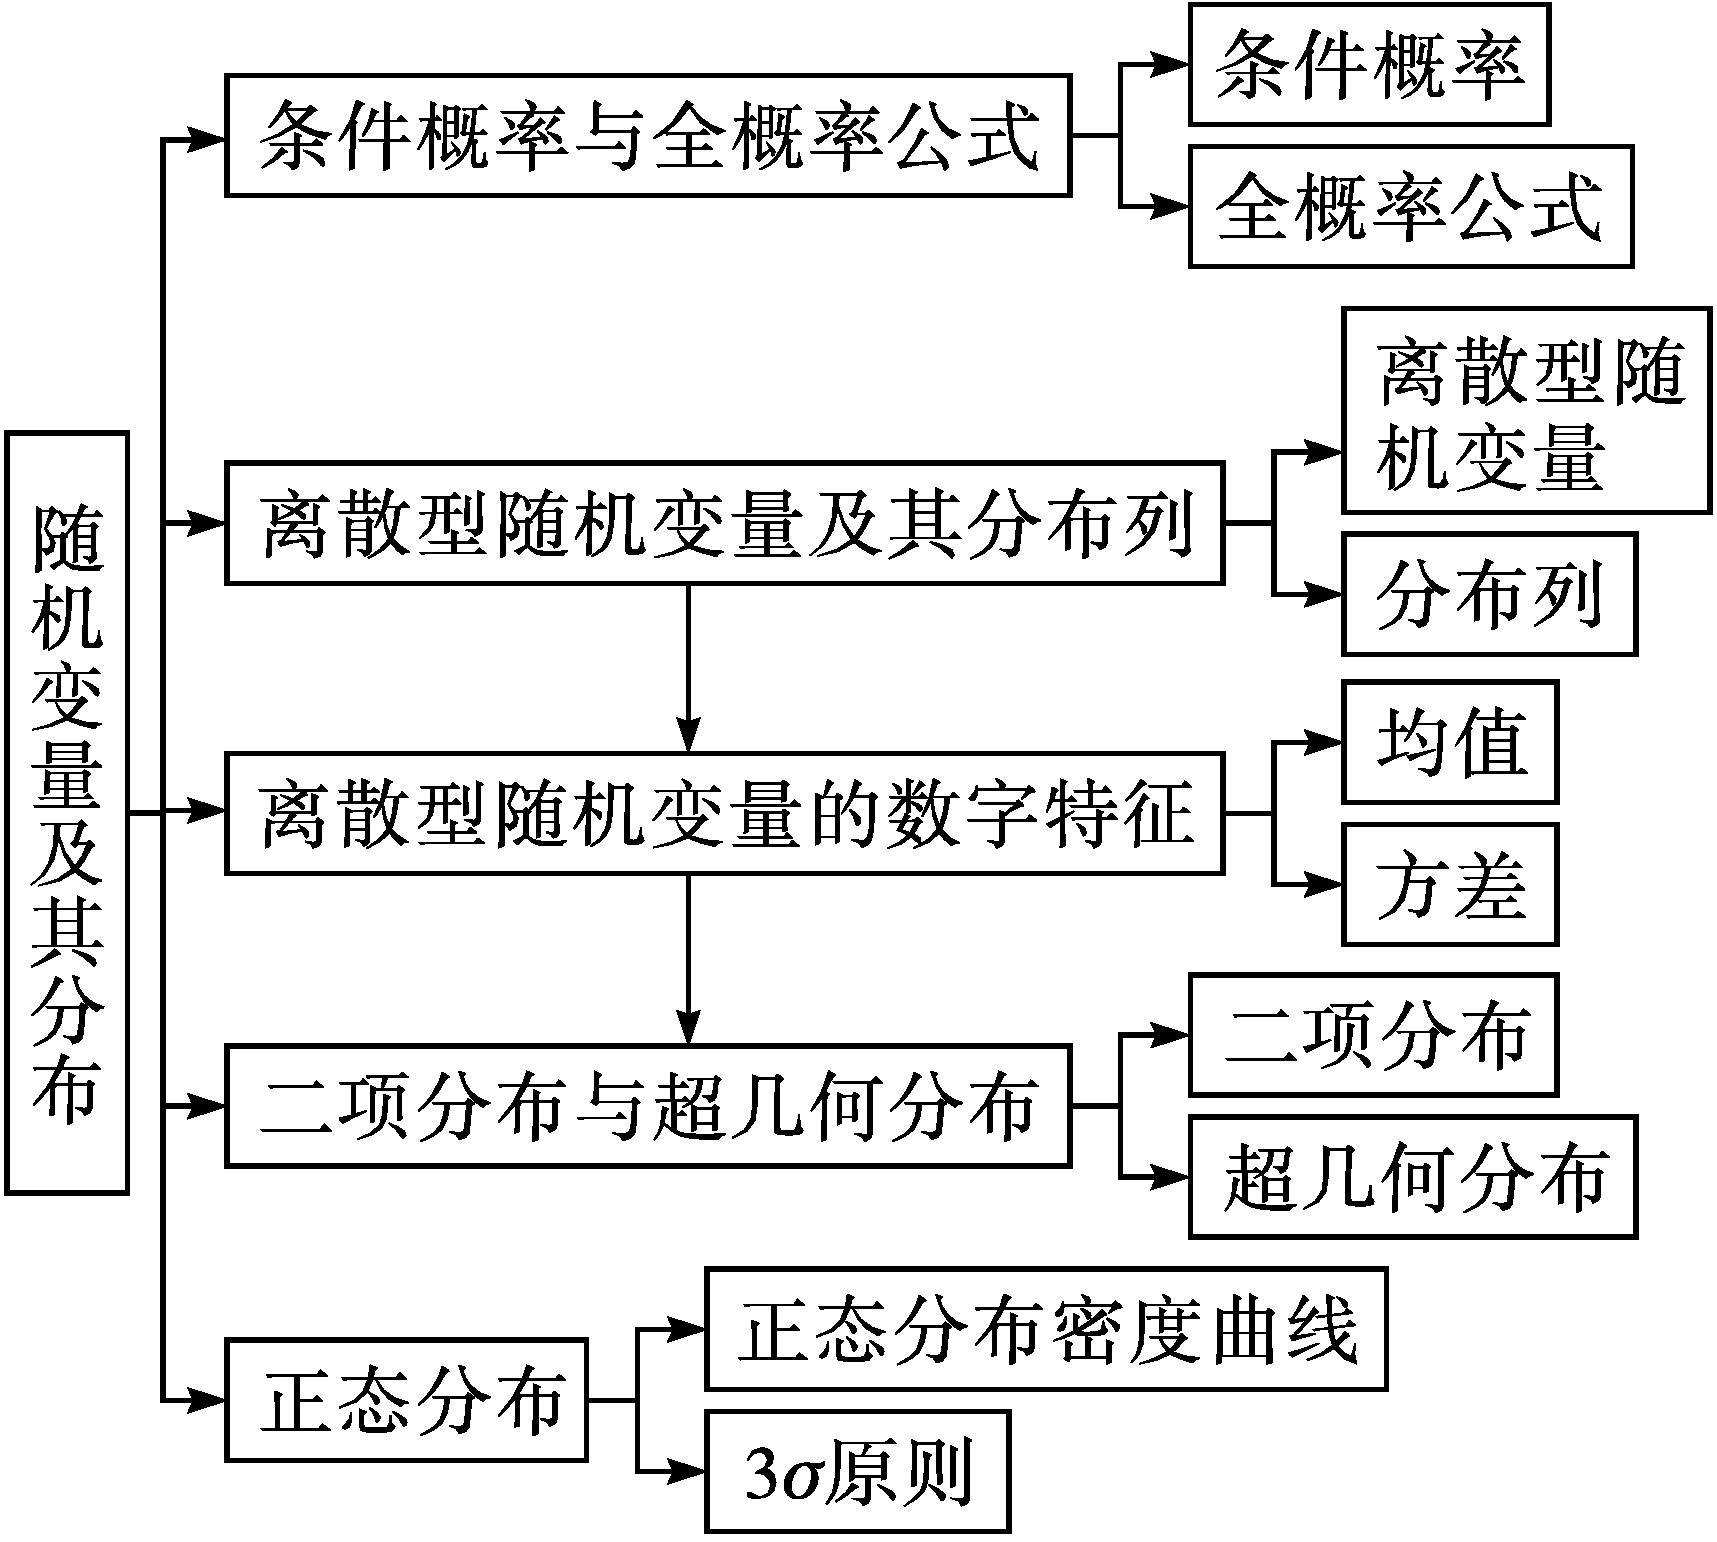 随机变量及其分布
条件概率与全概率公式
条件概率
全概率公式
离散型随机变量及其分布列
离散型随
机变量
分布列
离散型随机变量的数字特征
均值
方差
二项分布与超几何分布
二项分布
超几何分布
正态分布
正态分布密度曲线
3σ原则